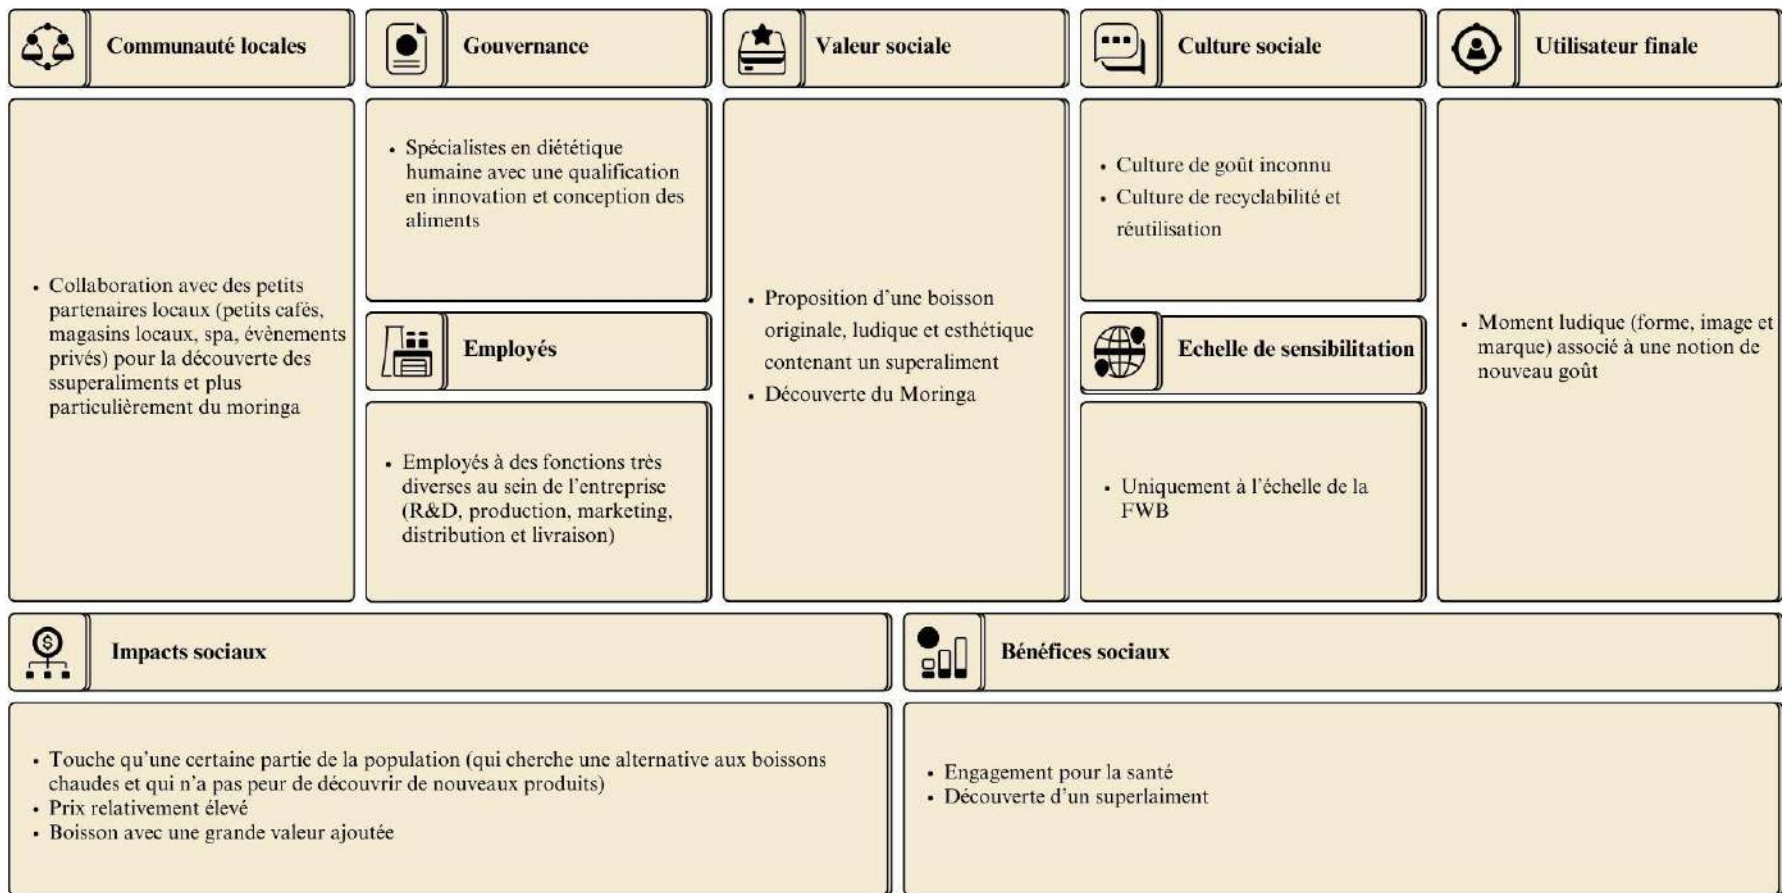 Communauté locales
• Collaboration avec des petits
partenaires locaux (petits cafés,
magasins locaux, spa, évènements
privés) pour la découverte des
ssuperaliments et plus
particulièrement du moringa
Gouvernance
• Spécialistes en diététique
humaine avec une qualification
en innovation et conception des
aliments
Employés
• Employés à des fonctions très
diverses au sein de l'entreprise
(R&D, production, marketing,
distribution et livraison)
Valeur sociale
• Proposition d'une boisson
originale, ludique et esthétique
contenant un superaliment
• Découverte du Moringa
Culture sociale
• Culture de goût inconnu
• Culture de recyclabilité et
réutilisation
Echelle de sensibilitation
• Uniquement à l'échelle de la
FWB
Utilisateur finale
• Moment ludique (forme, image et
marque) associé à une notion de
nouveau goût
Impacts sociaux
• Touche qu'une certaine partie de la population (qui cherche une alternative aux boissons
chaudes et qui n'a pas peur de découvrir de nouveaux produits)
• Prix relativement élevé
• Boisson avec une grande valeur ajoutée
Bénéfices sociaux
• Engagement pour la santé
• Découverte d'un superlaiment